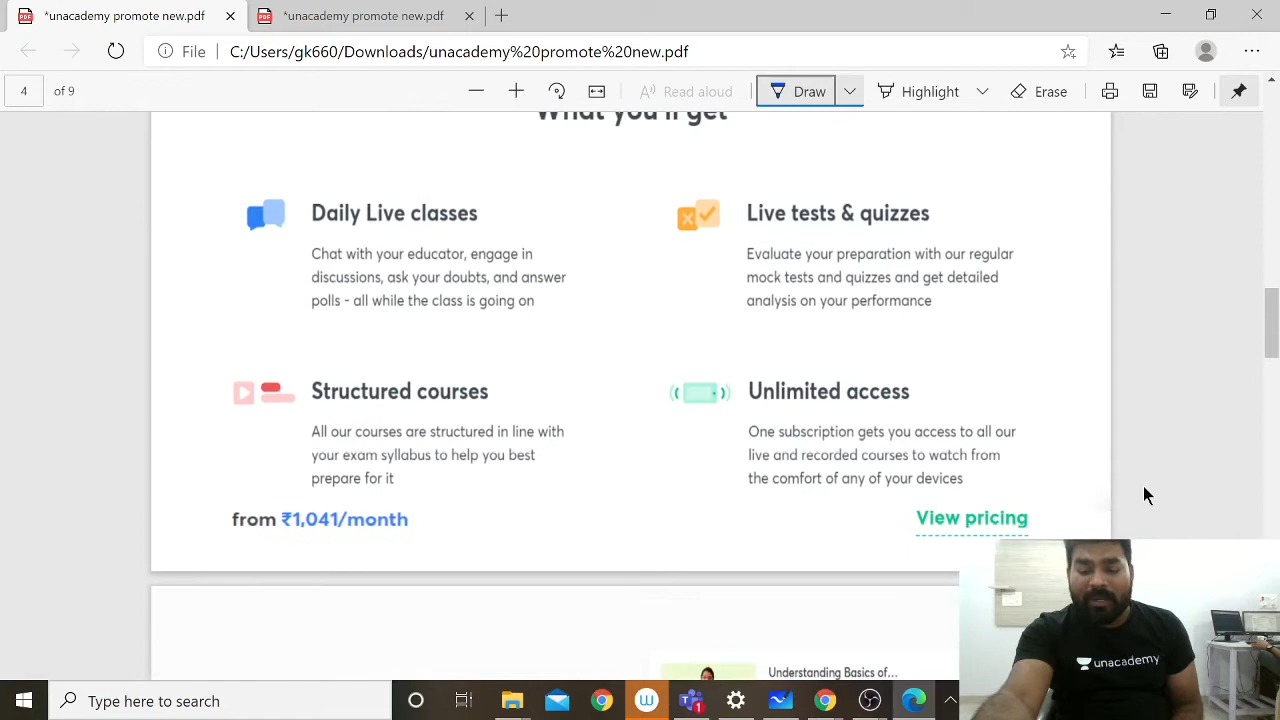 *unacademy promote new.pdf
*unacademy promote new.pdf
File
C:/Users/gk660/Downloads/unacademy%20promote%20new.pdf
4 of 9
Read aloud
Draw
Highlight
Erase
What you'll get
Daily Live classes
Chat with your educator, engage in
discussions, ask your doubts, and answer
polls - all while the class is going on
Live tests & quizzes
Evaluate your preparation with our regular
mock tests and quizzes and get detailed
analysis on your performance
Structured courses
All our courses are structured in line with
your exam syllabus to help you best
prepare for it
Unlimited access
One subscription gets you access to all our
live and recorded courses to watch from
the comfort of any of your devices
from ₹1,041/month
View pricing
Understanding Basics of...
unacademy
Type here to search
1